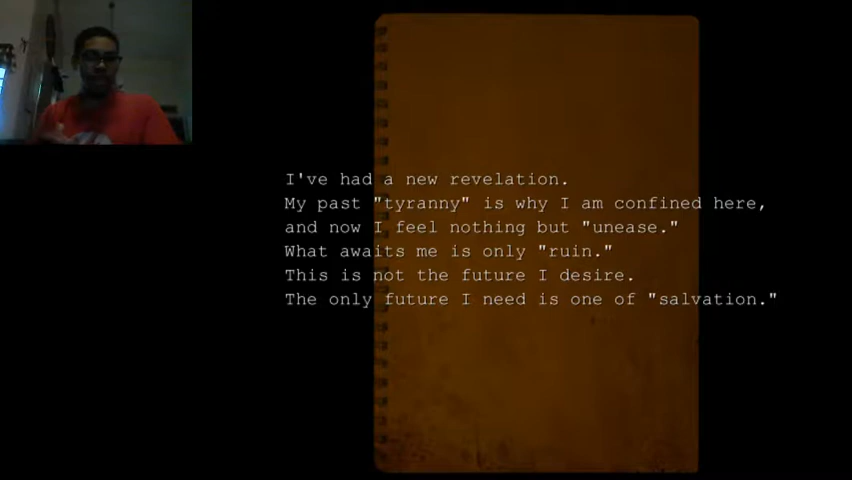 I've had a new revelation.
My past "tyranny" is why I am confined here,
and now I feel nothing but "unease."
What awaits me is only "ruin."
This is not the future I desire.
The only future I need is one of "salvation."